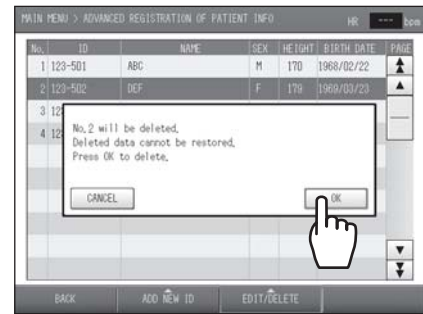 MAIN MENU > ADVANCED REGISTRATION OF PATIENT INFO HR --- bpm
No. ID NAME SEX HEIGHT BIRTH DATE PAGE
1 123-501 ABC M 170 1968/02/22
2 123-502 DEF F 179 1969/03/23
3 12
4 12
No.2 will be deleted.
Deleted data cannot be restored.
Press OK to delete.
CANCEL OK
BACK ADD NEW ID EDIT/DELETE